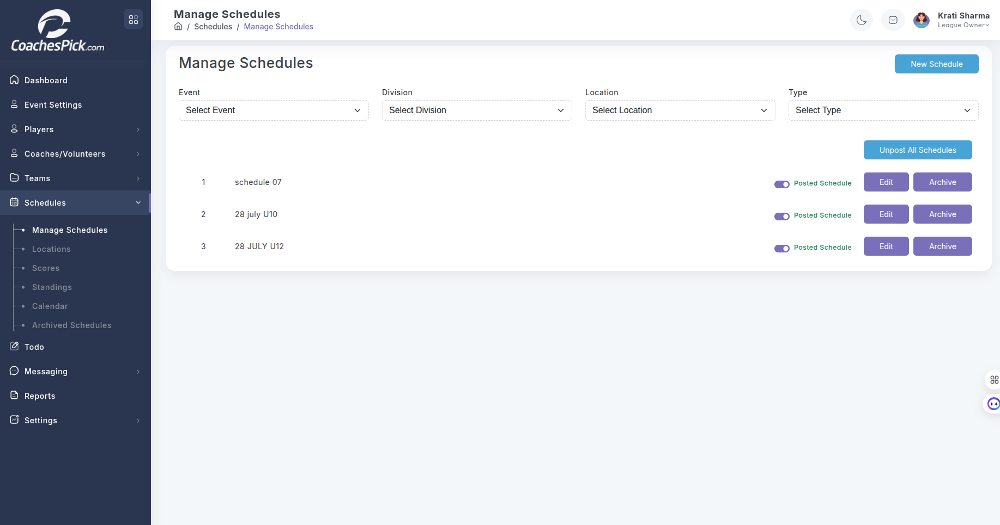 CoachesPick.com
Dashboard
Event Settings
Players
Coaches/Volunteers
Teams
Schedules
Manage Schedules
Locations
Scores
Standings
Calendar
Archived Schedules
Todo
Messaging
Reports
Settings
Manage Schedules
/ Schedules / Manage Schedules
Krati Sharma
League Owner
Manage Schedules
New Schedule
Event Division Location Type
Select Event Select Division Select Location Select Type
Unpost All Schedules
1 schedule 07 Posted Schedule Edit Archive
2 28 july U10 Posted Schedule Edit Archive
3 28 JULY U12 Posted Schedule Edit Archive